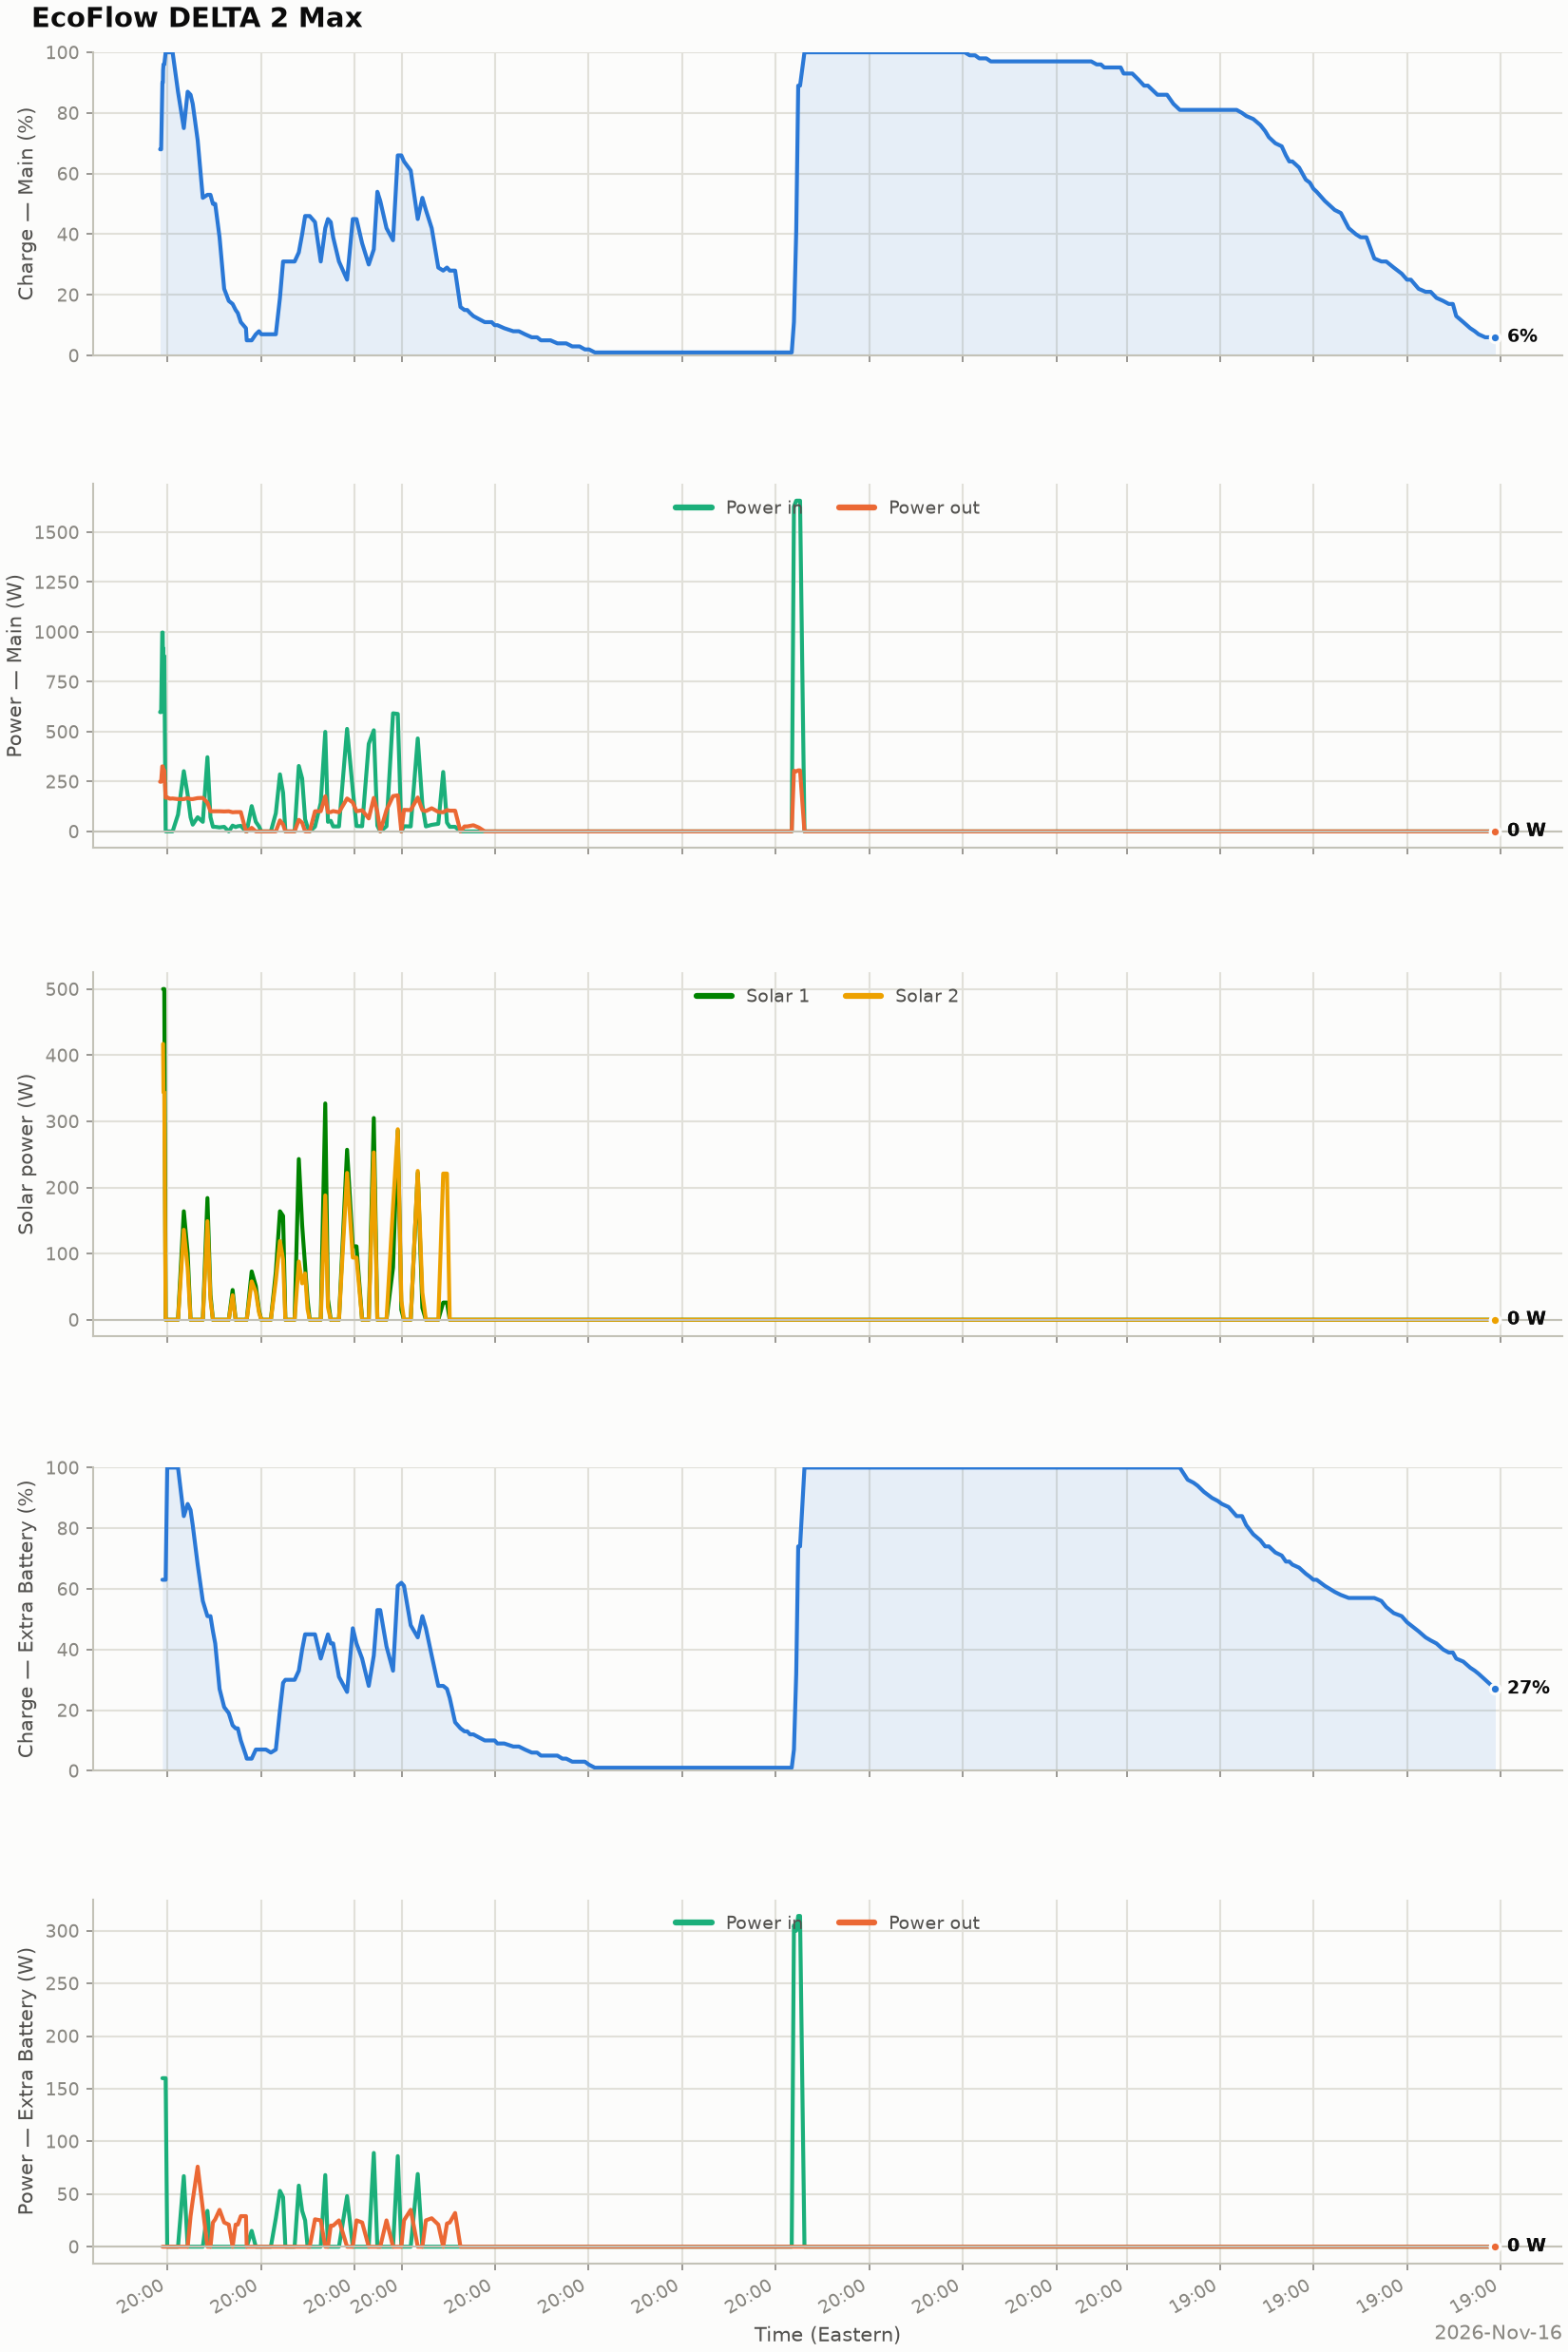 EcoFlow DELTA 2 Max
Charge — Main (%)
100
80
60
40
20
0
6%
Power — Main (W)
Power in
Power out
1500
1250
1000
750
500
250
0
0 W
Solar power (W)
Solar 1
Solar 2
500
400
300
200
100
0
0 W
Charge — Extra Battery (%)
100
80
60
40
20
0
27%
Power — Extra Battery (W)
Power in
Power out
300
250
200
150
100
50
0
0 W
20:00 20:00 20:00 20:00 20:00 20:00 20:00 20:00 20:00 20:00 20:00 20:00 19:00 19:00 19:00 19:00
Time (Eastern)
2026-Nov-16